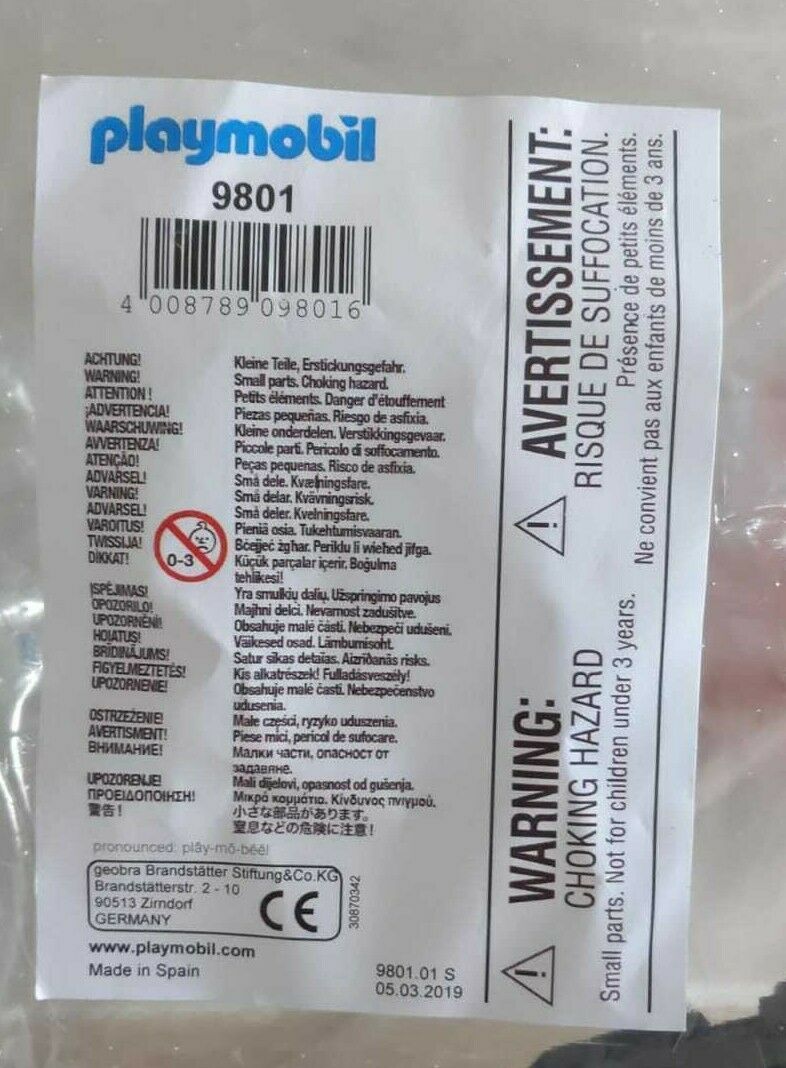 playmobil
9801
4 008789 098016
ACHTUNG! Kleine Teile, Erstickungsgefahr.
WARNING! Small parts. Choking hazard.
ATTENTION ! Petits éléments. Danger d'étouffement
¡ADVERTENCIA! Piezas pequeñas. Riesgo de asfixia.
WAARSCHUWING! Kleine onderdelen. Verstikkingsgevaar.
AVVERTENZA! Piccole parti. Pericolo di soffocamento.
ATENÇÃO! Peças pequenas. Risco de asfixia.
ADVARSEL! Små dele. Kvælningsfare.
VARNING! Små delar. Kvävningsrisk.
ADVARSEL! Små deler. Kvelningsfare.
VAROITUS! Pieniä osia. Tukehtumisvaaran.
TWISSIJA! Bċejjeċ żgħar. Periklu li wieħed jifga.
DİKKAT! Küçük parçalar içerir. Boğulma
tehlikesi!
0-3
ĮSPĖJIMAS! Yra smulkių dalių. Užspringimo pavojus
OPOZORILO! Majhni delci. Nevarnost zadušitve.
UPOZORNĚNÍ! Obsahuje malé části. Nebezpečí udušení.
HOIATUS! Väikesed osad. Lämbumisoht.
BRĪDINĀJUMS! Satur sīkas detaļas. Aizrīšanās risks.
FIGYELMEZTETÉS! Kis alkatrészek! Fulladásveszély!
UPOZORNENIE! Obsahuje malé časti. Nebezpečenstvo
udusenia.
OSTRZEŻENIE! Małe części, ryzyko uduszenia.
AVERTISMENT! Piese mici, pericol de sufocare.
ВНИМАНИЕ! Малки части, опасност от
задавяне.
UPOZORENJE! Mali dijelovi, opasnost od gušenja.
ΠΡΟΕΙΔΟΠΟΙΗΣΗ! Μικρά κομμάτια. Κίνδυνος πνιγμού.
警告！ 小さな部品があります。
窒息などの危険に注意！
pronounced: plāy-mō-bēēl
geobra Brandstätter Stiftung&Co.KG
Brandstätterstr. 2 - 10
90513 Zirndorf
GERMANY
CE
30870342
www.playmobil.com
Made in Spain
9801.01 S
05.03.2019
AVERTISSEMENT:
RISQUE DE SUFFOCATION.
Présence de petits éléments.
Ne convient pas aux enfants de moins de 3 ans.
WARNING:
CHOKING HAZARD
Small parts. Not for children under 3 years.